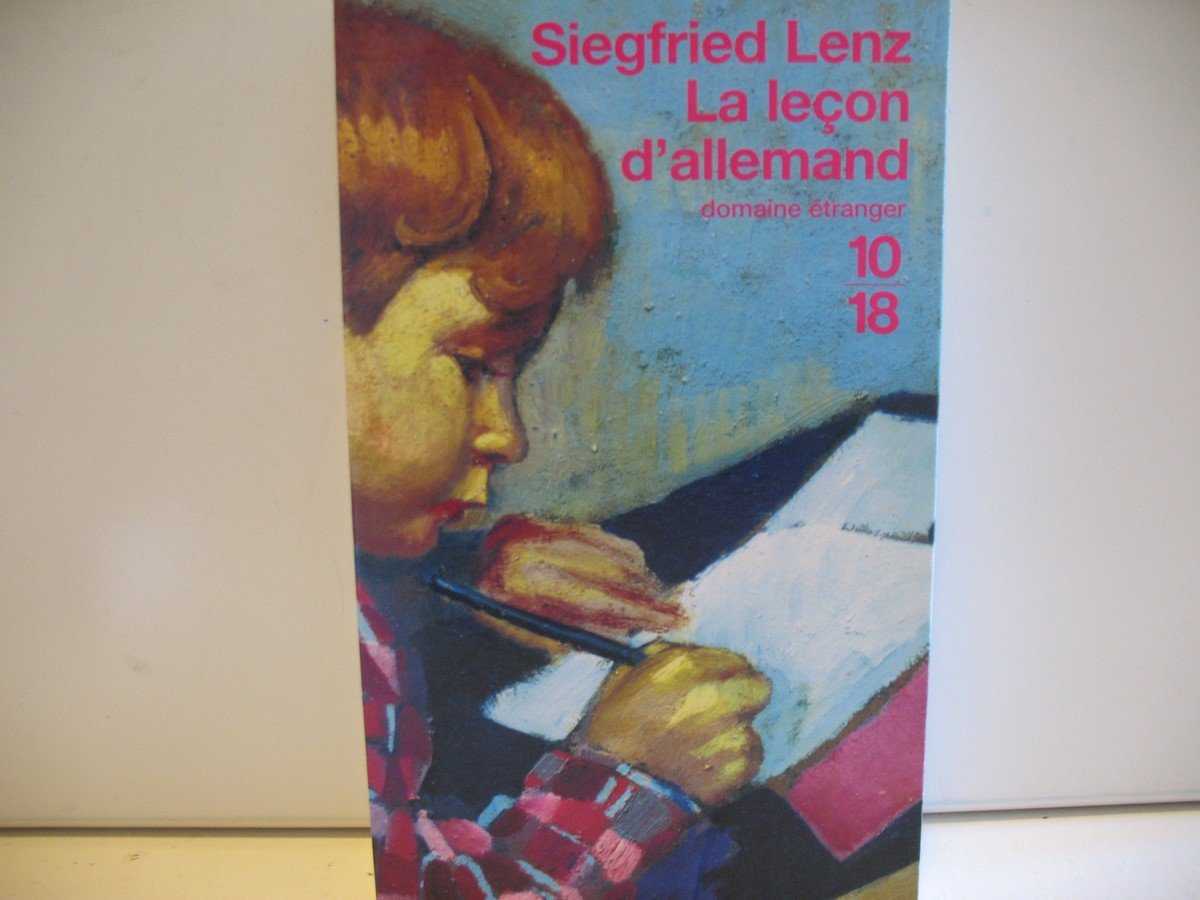 Siegfried Lenz
La leçon
d'allemand
domaine étranger
10
18